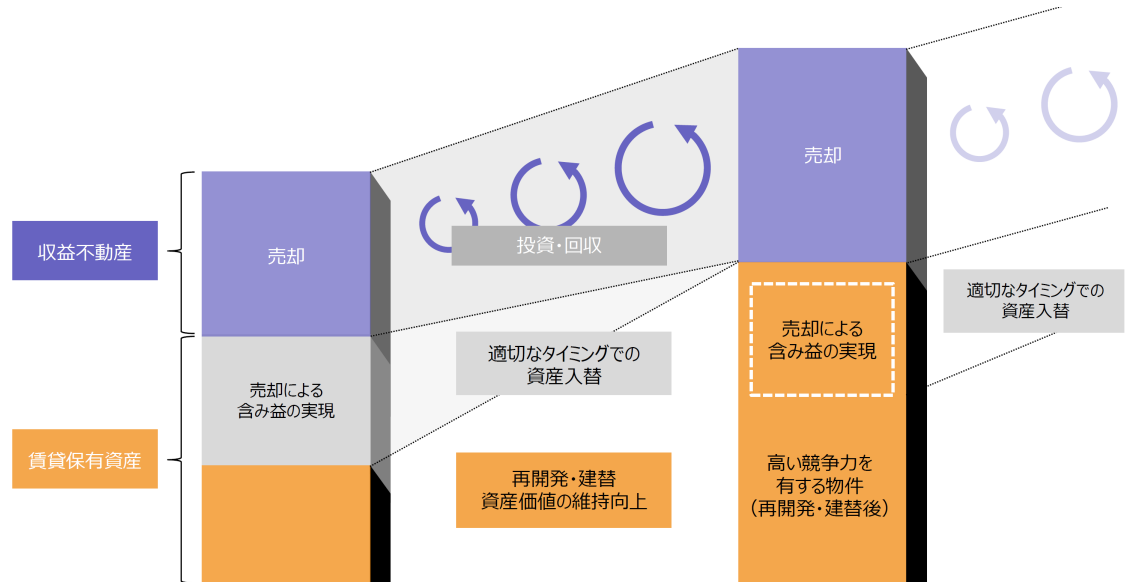 収益不動産
売却
売却による
含み益の実現
賃貸保有資産
投資・回収
適切なタイミングでの
資産入替
再開発・建替
資産価値の維持向上
売却
売却による
含み益の実現
高い競争力を
有する物件
（再開発・建替後）
適切なタイミングでの
資産入替